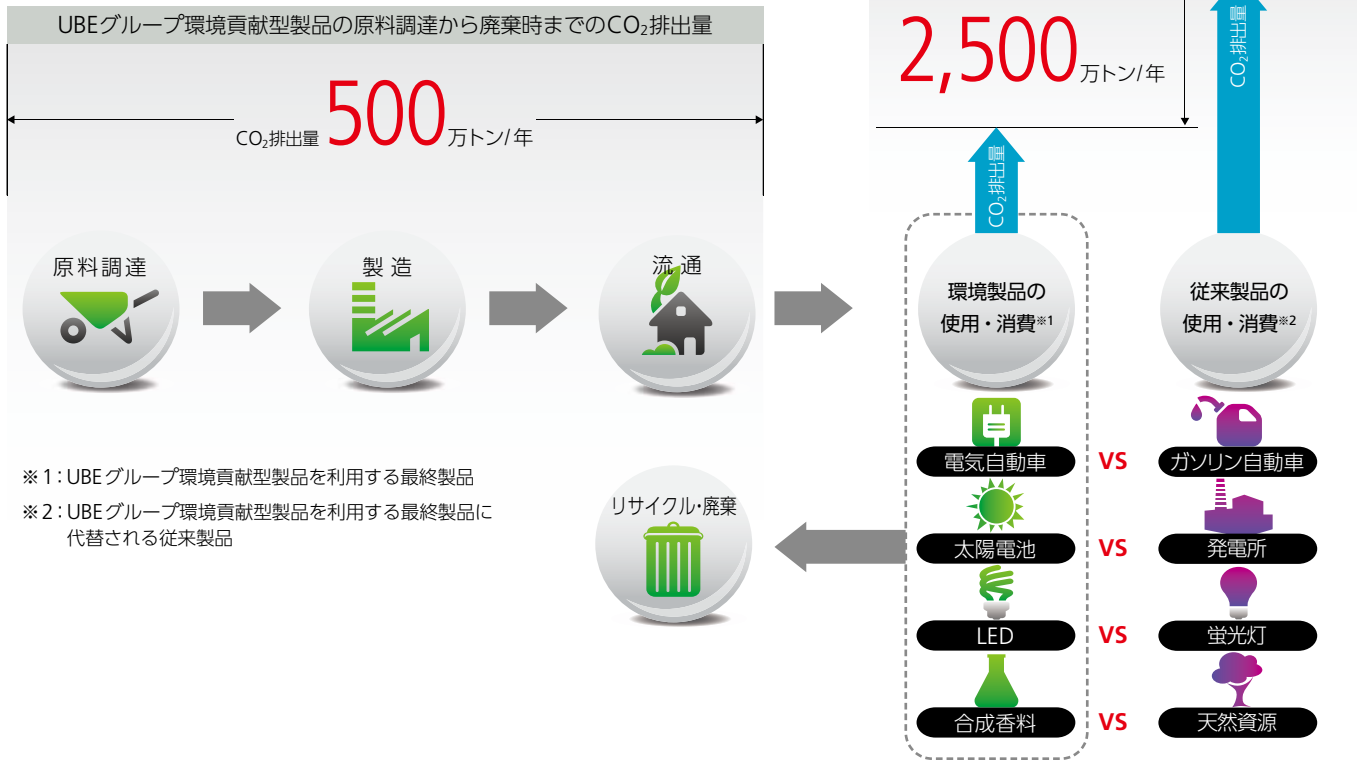 UBEグループ環境貢献型製品の原料調達から廃棄時までのCO₂排出量
CO₂排出量 500万トン/年
2,500万トン/年
CO₂排出量
CO₂排出量
原料調達
製造
流通
環境製品の
使用・消費※1
従来製品の
使用・消費※2
電気自動車 VS ガソリン自動車
太陽電池 VS 発電所
LED VS 蛍光灯
合成香料 VS 天然資源
リサイクル・廃棄
※1：UBEグループ環境貢献型製品を利用する最終製品
※2：UBEグループ環境貢献型製品を利用する最終製品に
代替される従来製品